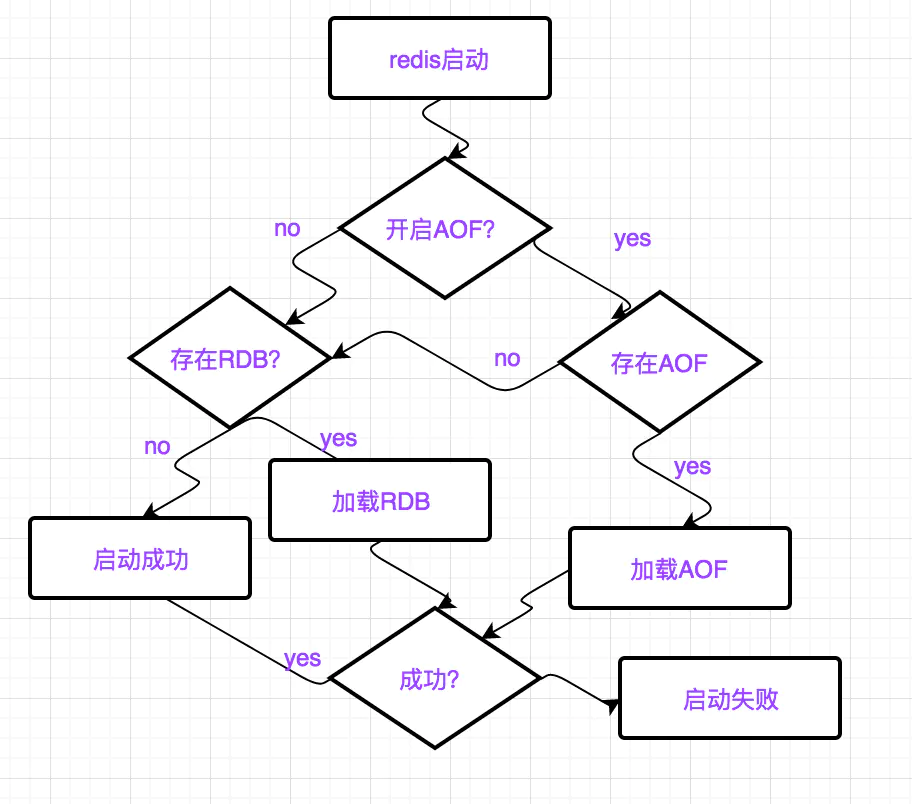 redis启动
开启AOF?
no
yes
存在RDB?
no
存在AOF
no
yes
yes
加载RDB
启动成功
加载AOF
yes
成功?
启动失败